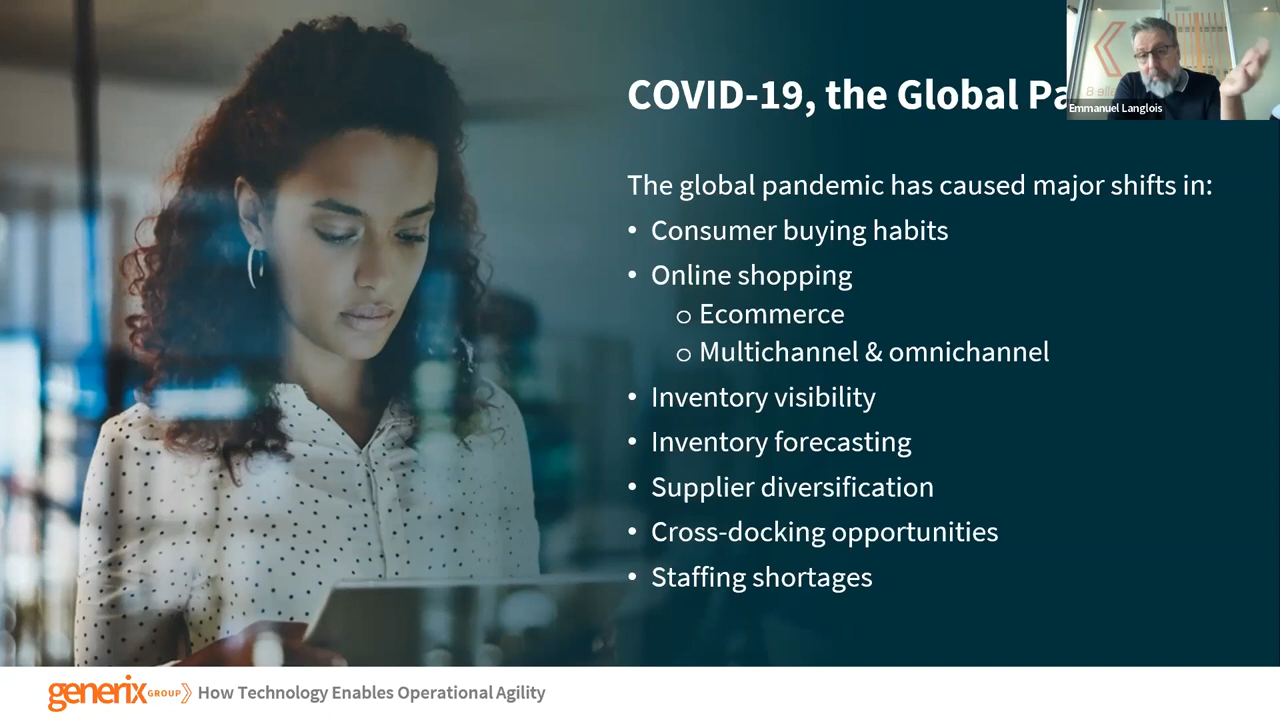 COVID-19, the Global Pa
Emmanuel Langlois
The global pandemic has caused major shifts in:
• Consumer buying habits
• Online shopping
o Ecommerce
o Multichannel & omnichannel
• Inventory visibility
• Inventory forecasting
• Supplier diversification
• Cross-docking opportunities
• Staffing shortages
generix GROUP How Technology Enables Operational Agility